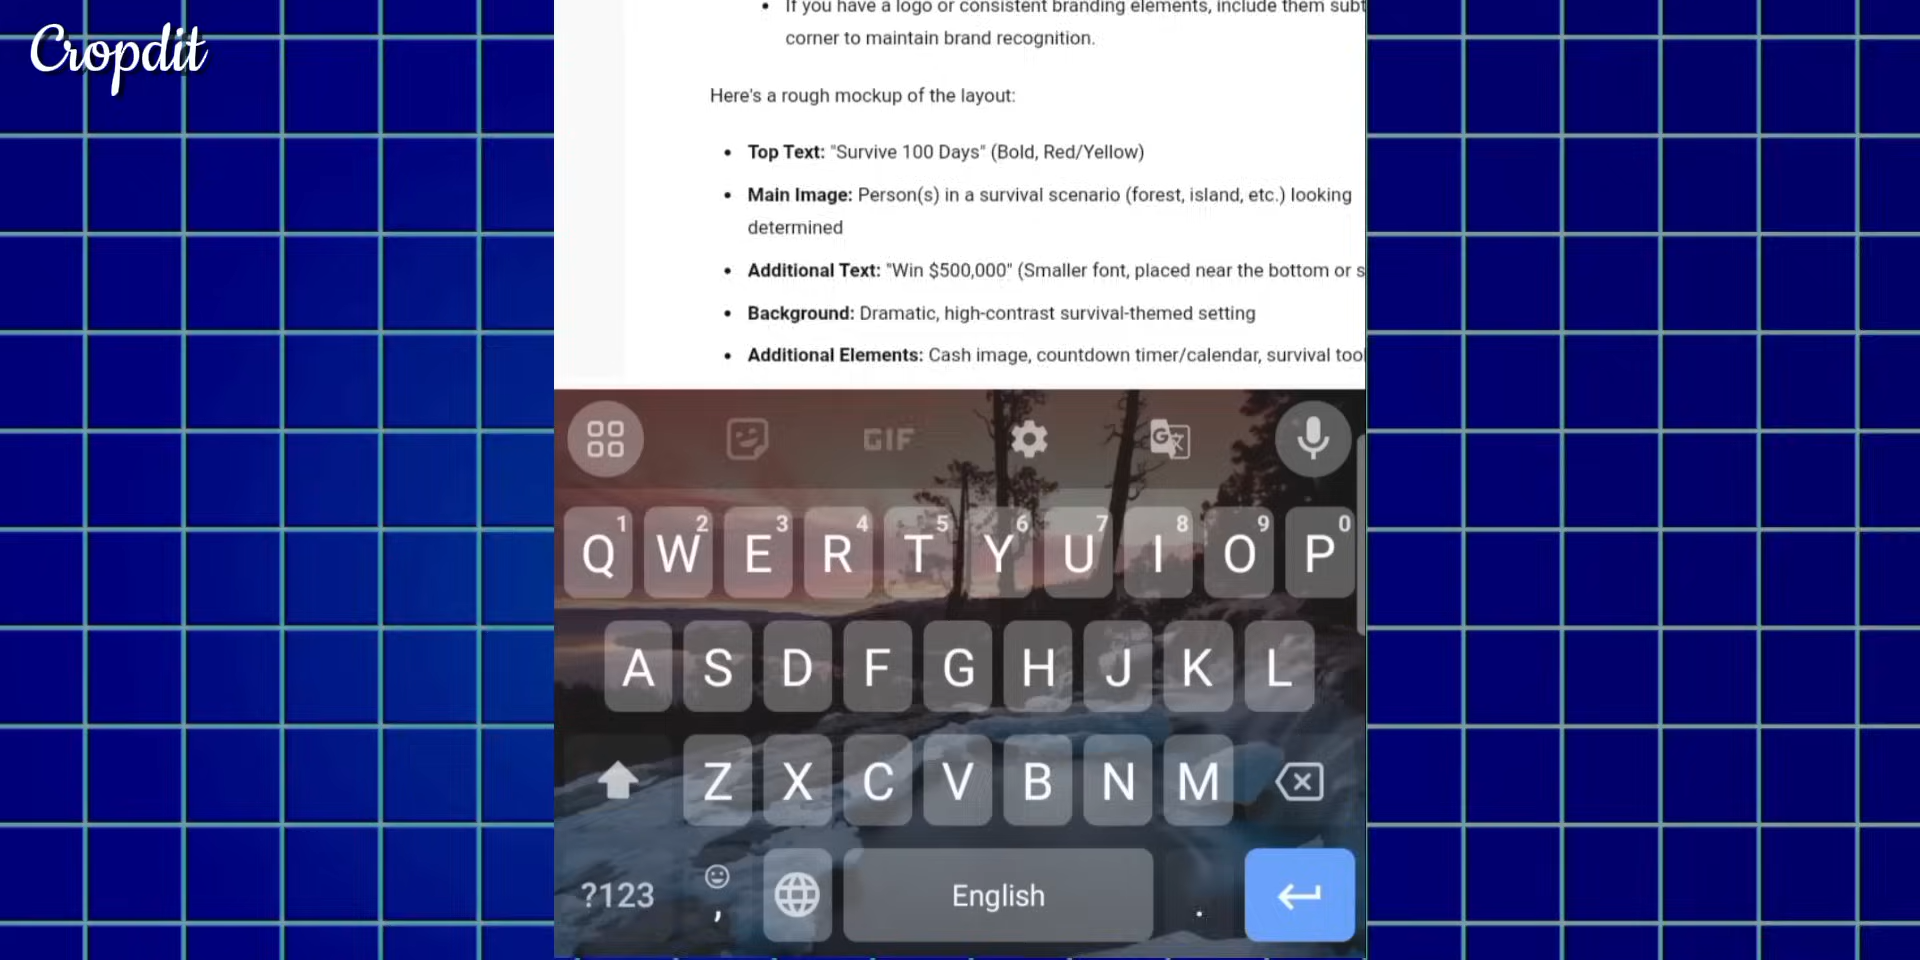 Cropdit
If you have a logo or consistent branding elements, include them
corner to maintain brand recognition.
Here's a rough mockup of the layout:
• Top Text: "Survive 100 Days" (Bold, Red/Yellow)
• Main Image: Person(s) in a survival scenario (forest, island, etc.) looking
determined
• Additional Text: "Win $500,000" (Smaller font, placed near the bottom or
• Background: Dramatic, high-contrast survival-themed setting
• Additional Elements: Cash image, countdown timer/calendar, survival
GIF
G
1 2 3 4 5 6 7 8 9 0
Q W E R T Y U I O P
A S D F G H J K L
Z X C V B N M
?123 , English .